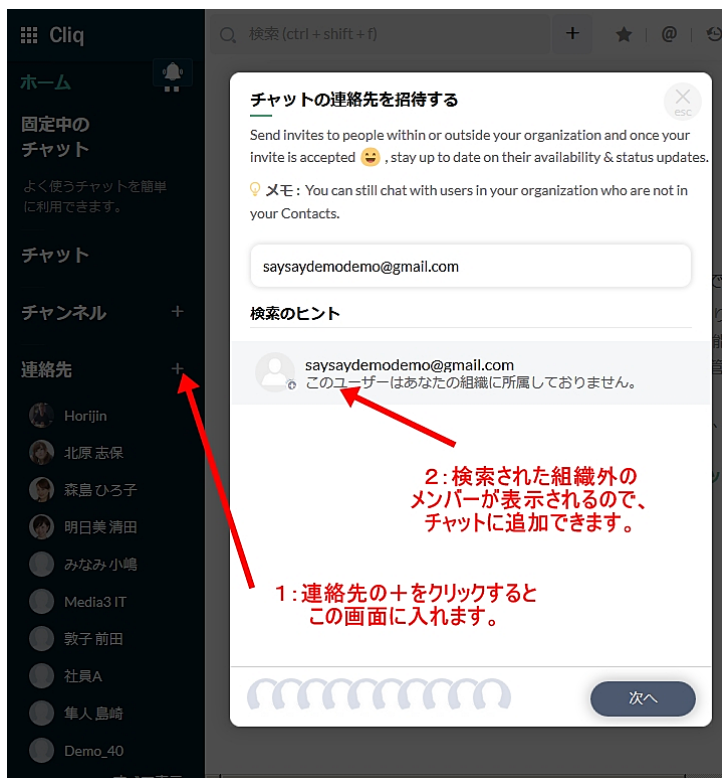 Cliq
検索 (ctrl + shift + f)
+
@
ホーム
固定中の
チャット
よく使うチャットを簡単
に利用できます。
チャット
チャンネル +
連絡先 +
Horijin
北原 志保
森島 ひろ子
明日美 清田
みなみ 小嶋
Media3 IT
敦子 前田
社員A
隼人 島崎
Demo_40
チャットの連絡先を招待する
esc
Send invites to people within or outside your organization and once your
invite is accepted 😄 , stay up to date on their availability & status updates.
メモ : You can still chat with users in your organization who are not in
your Contacts.
saysaydemodemo@gmail.com
検索のヒント
saysaydemodemo@gmail.com
このユーザーはあなたの組織に所属しておりません。
2：検索された組織外の
メンバーが表示されるので、
チャットに追加できます。
1：連絡先の＋をクリックすると
この画面に入れます。
次へ